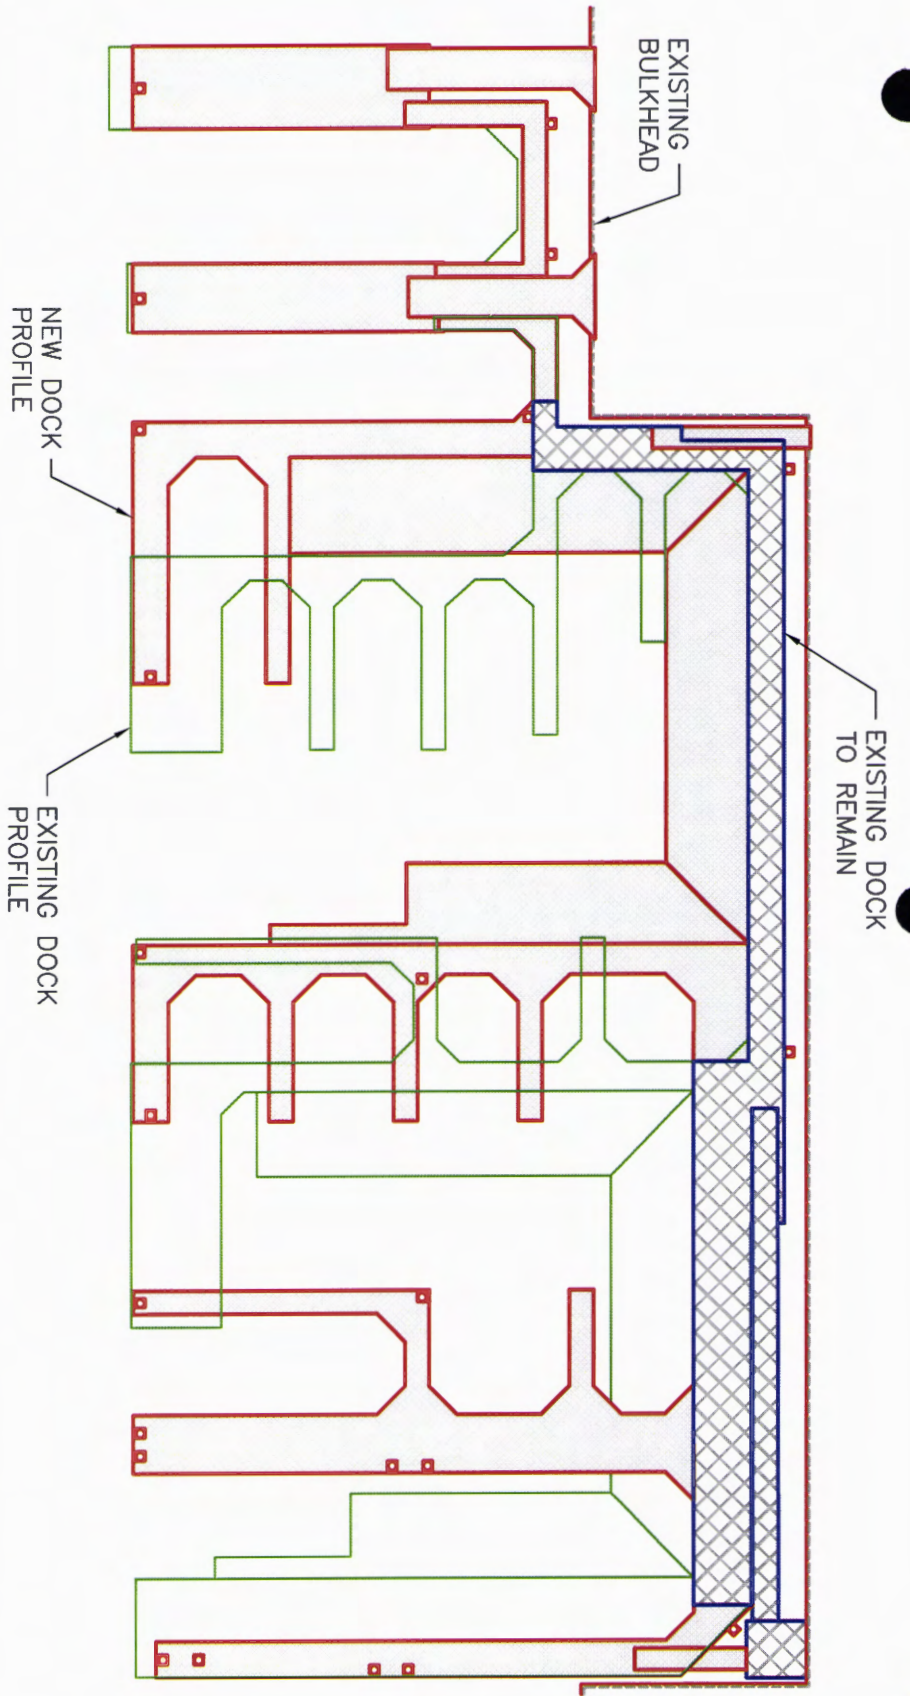 EXISTING
BULKHEAD
EXISTING DOCK
TO REMAIN
NEW DOCK
PROFILE
EXISTING DOCK
PROFILE